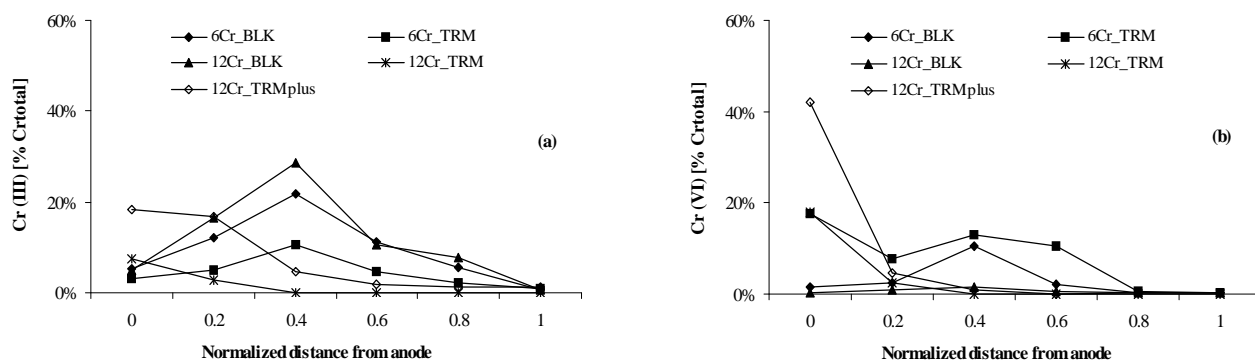 60%
6Cr_BLK
6Cr_TRM
12Cr_BLK
12Cr_TRM
12Cr_TRMplus
40%
(a)
20%
0%
Cr (III) [% Crtotal]
0 0.2 0.4 0.6 0.8 1
Normalized distance from anode
60%
6Cr_BLK
6Cr_TRM
12Cr_BLK
12Cr_TRM
12Cr_TRMplus
40%
(b)
20%
0%
Cr (VI) [% Crtotal]
0 0.2 0.4 0.6 0.8 1
Normalized distance from anode